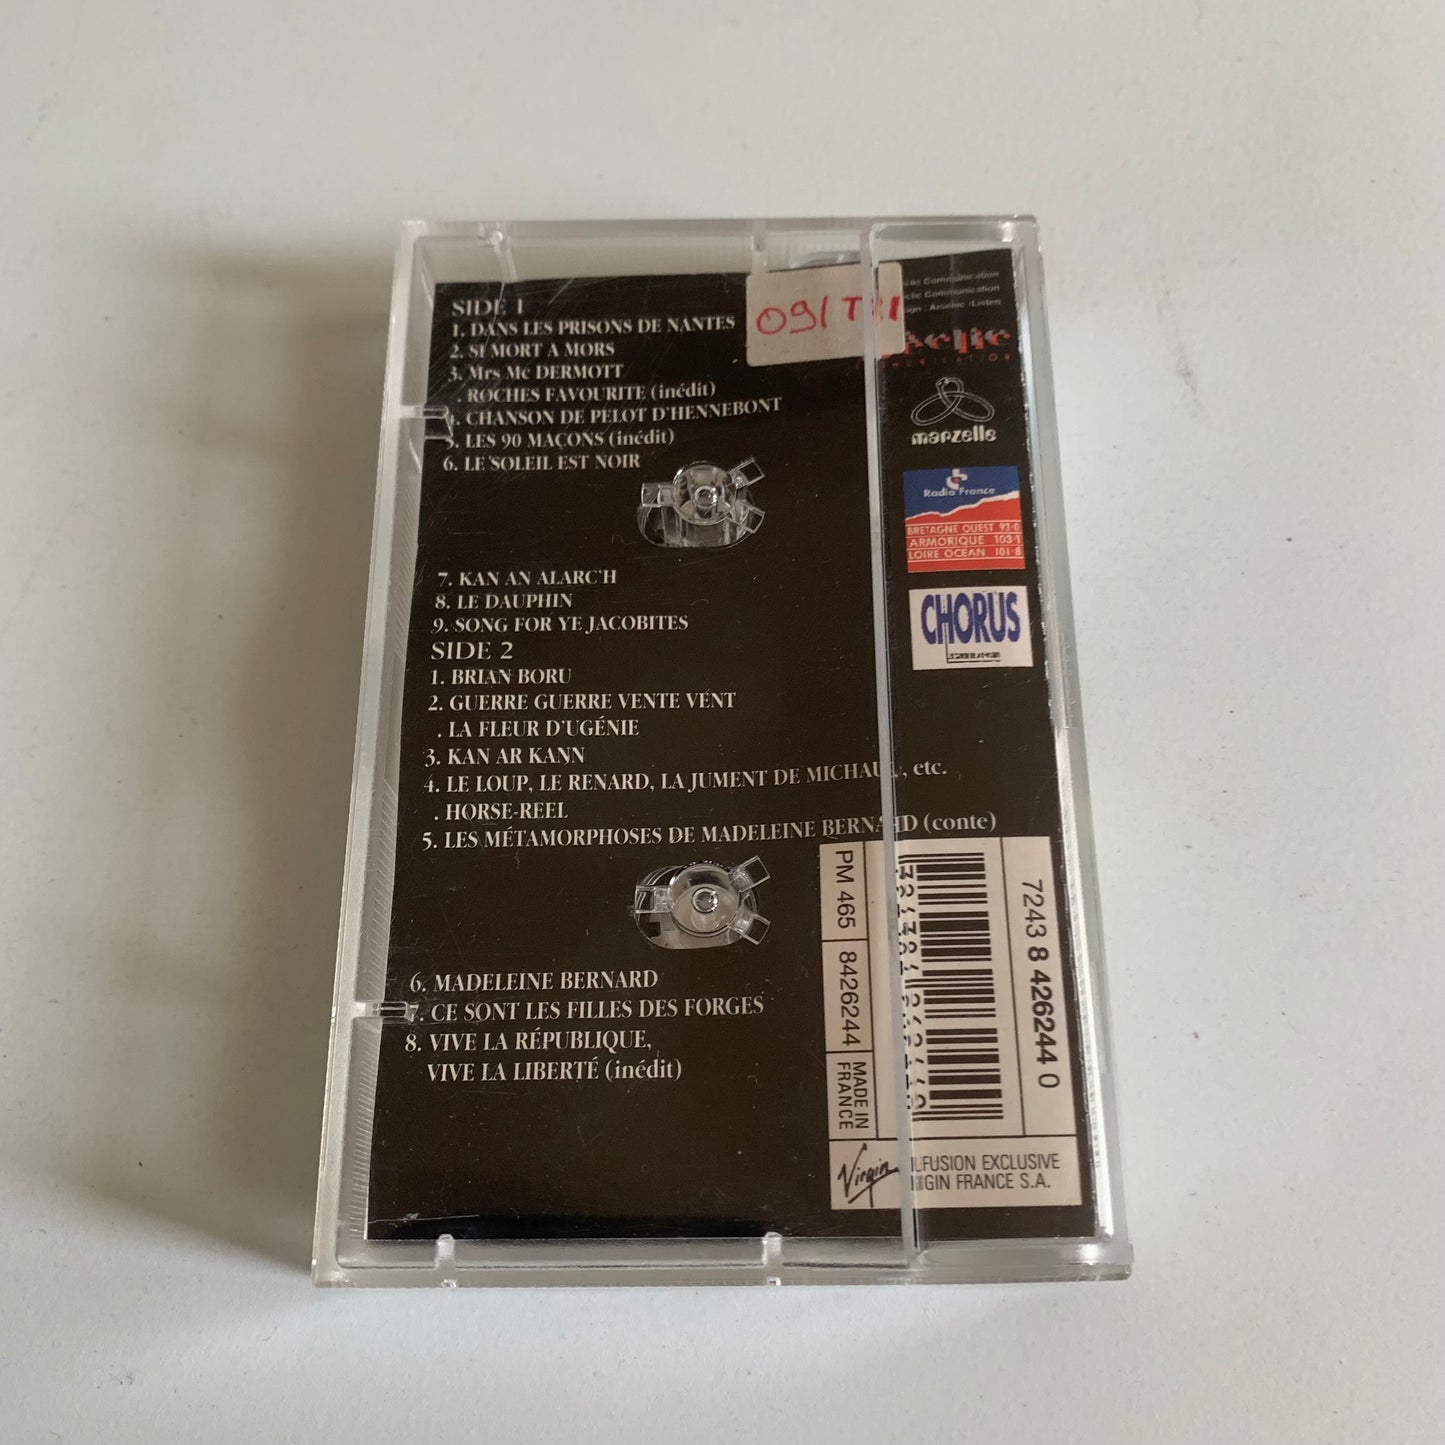 SIDE 1
1. DANS LES PRISONS DE NANTES
2. SI MORT A MORS
3. Mrs Mc DERMOTT
. ROCHES FAVOURITE (inédit)
4. CHANSON DE PELOT D'HENNEBONT
5. LES 90 MAÇONS (inédit)
6. LE SOLEIL EST NOIR
7. KAN AN ALARC'H
8. LE DAUPHIN
9. SONG FOR YE JACOBITES
SIDE 2
1. BRIAN BORU
2. GUERRE GUERRE VENTE VENT
. LA FLEUR D'UGÉNIE
3. KAN AR KANN
4. LE LOUP, LE RENARD, LA JUMENT DE etc.
. HORSE-REEL
5. LES MÉTAMORPHOSES DE MADELEINE BERNARD (conte)
6. MADELEINE BERNARD
7. CE SONT LES FILLES DES FORGES
8. VIVE LA RÉPUBLIQUE,
VIVE LA LIBERTÉ (inédit)
Communication
Communication
Listen
marzelle
Radio France
BRETAGNE OUEST 93·0
ARMORIQUE 103·1
LOIRE OCEAN 101·8
CHORUS
7243 8 426244 0
PM 465
8426244
MADE IN
FRANCE
Virgin
EXCLUSIVE
FRANCE S.A.